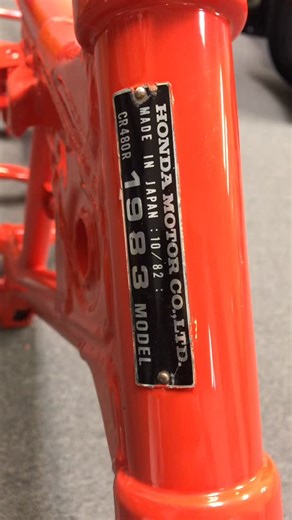 HONDA MOTOR CO.,LTD.
MADE IN JAPAN : 10/82 :
CR480R 1983 MODEL